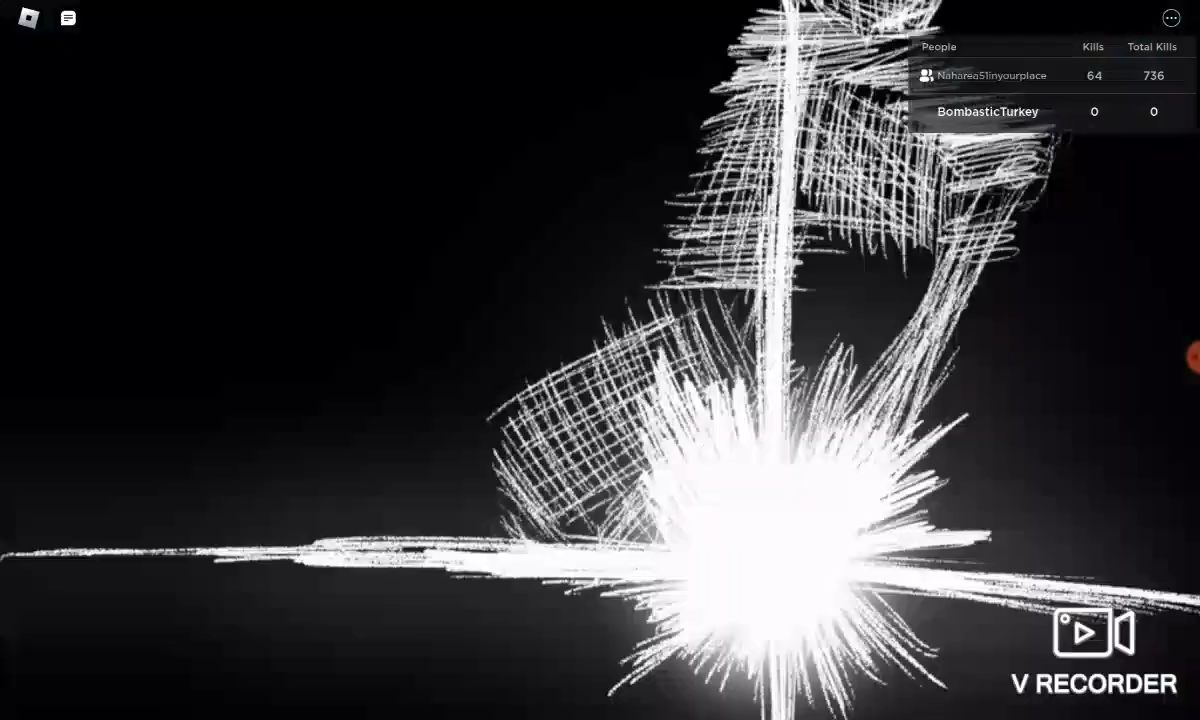 People Kills Total Kills
Naharea51inyourplace 64 736
BombasticTurkey 0 0
V RECORDER